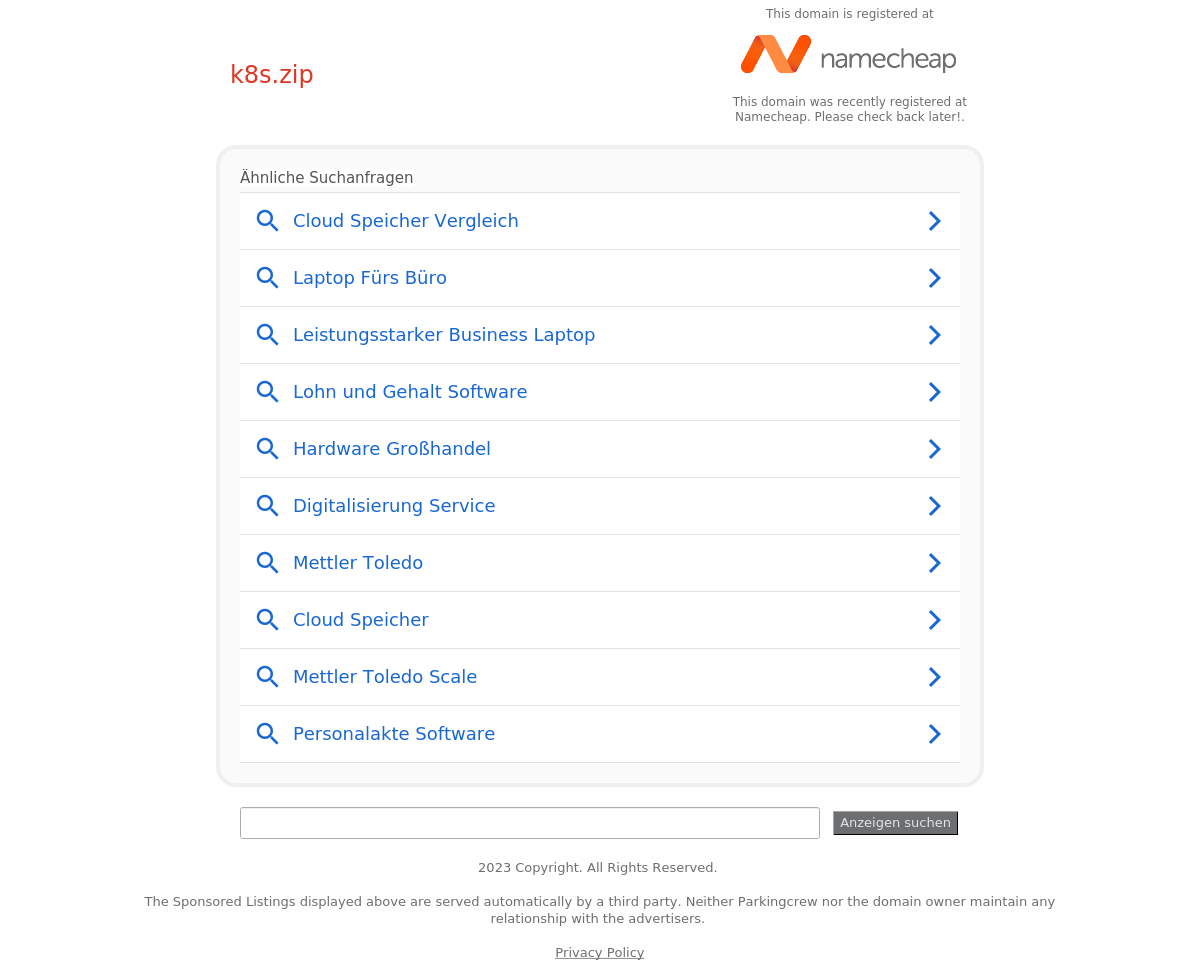 This domain is registered at
namecheap
k8s.zip
This domain was recently registered at
Namecheap. Please check back later!.
Ähnliche Suchanfragen
Cloud Speicher Vergleich
Laptop Fürs Büro
Leistungsstarker Business Laptop
Lohn und Gehalt Software
Hardware Großhandel
Digitalisierung Service
Mettler Toledo
Cloud Speicher
Mettler Toledo Scale
Personalakte Software
Anzeigen suchen
2023 Copyright. All Rights Reserved.
The Sponsored Listings displayed above are served automatically by a third party. Neither Parkingcrew nor the domain owner maintain any
relationship with the advertisers.
Privacy Policy